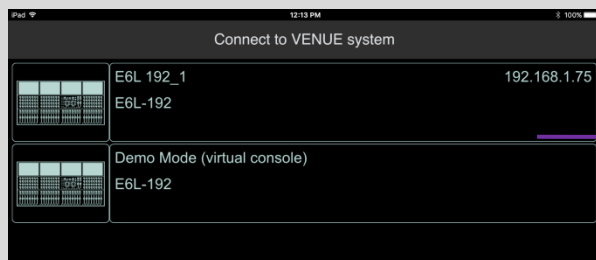 iPad 12:13 PM 100%
Connect to VENUE system
E6L 192_1 192.168.1.75
E6L-192
Demo Mode (virtual console)
E6L-192